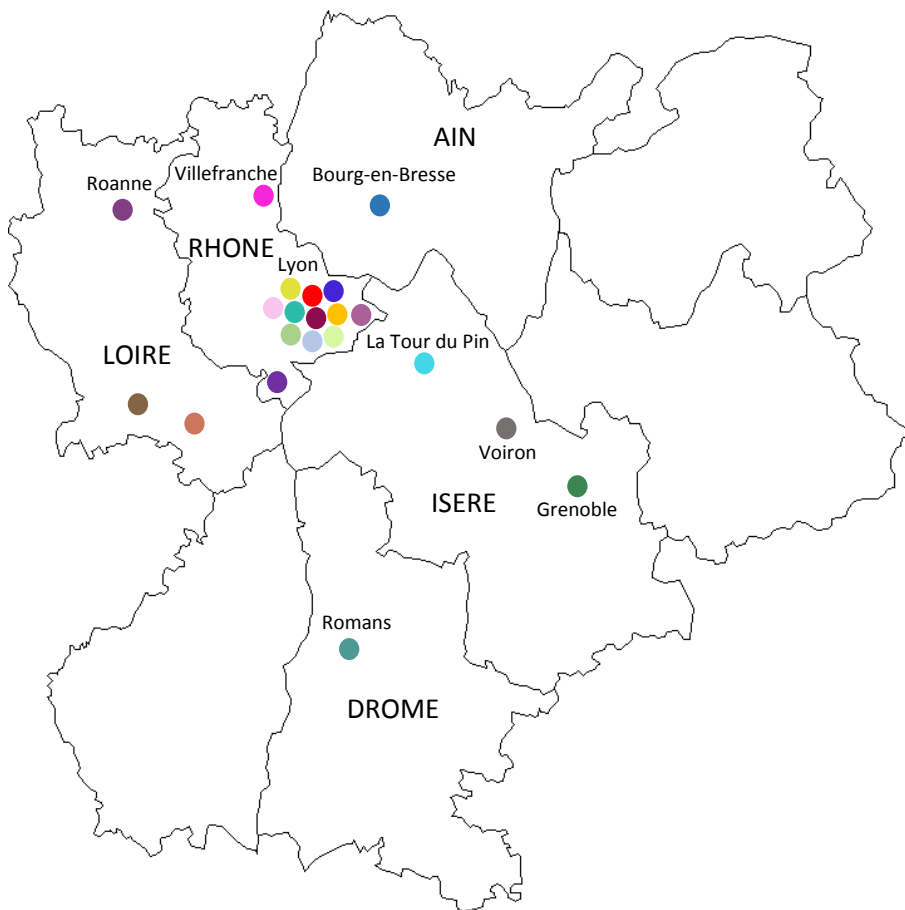 AIN
Villefranche
Bourg-en-Bresse
Roanne
RHONE
Lyon
La Tour du Pin
LOIRE
Voiron
ISERE
Grenoble
Romans
DROME